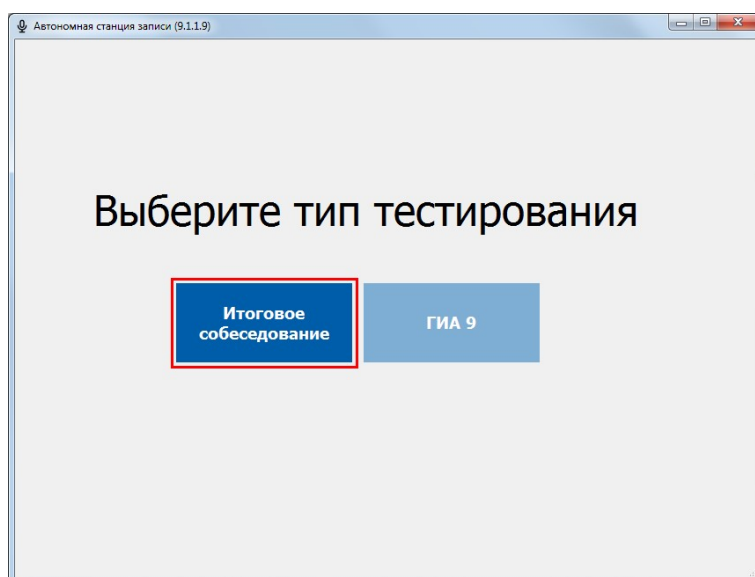 Автономная станция записи (9.1.1.9)
Выберите тип тестирования
Итоговое
собеседование
ГИА 9